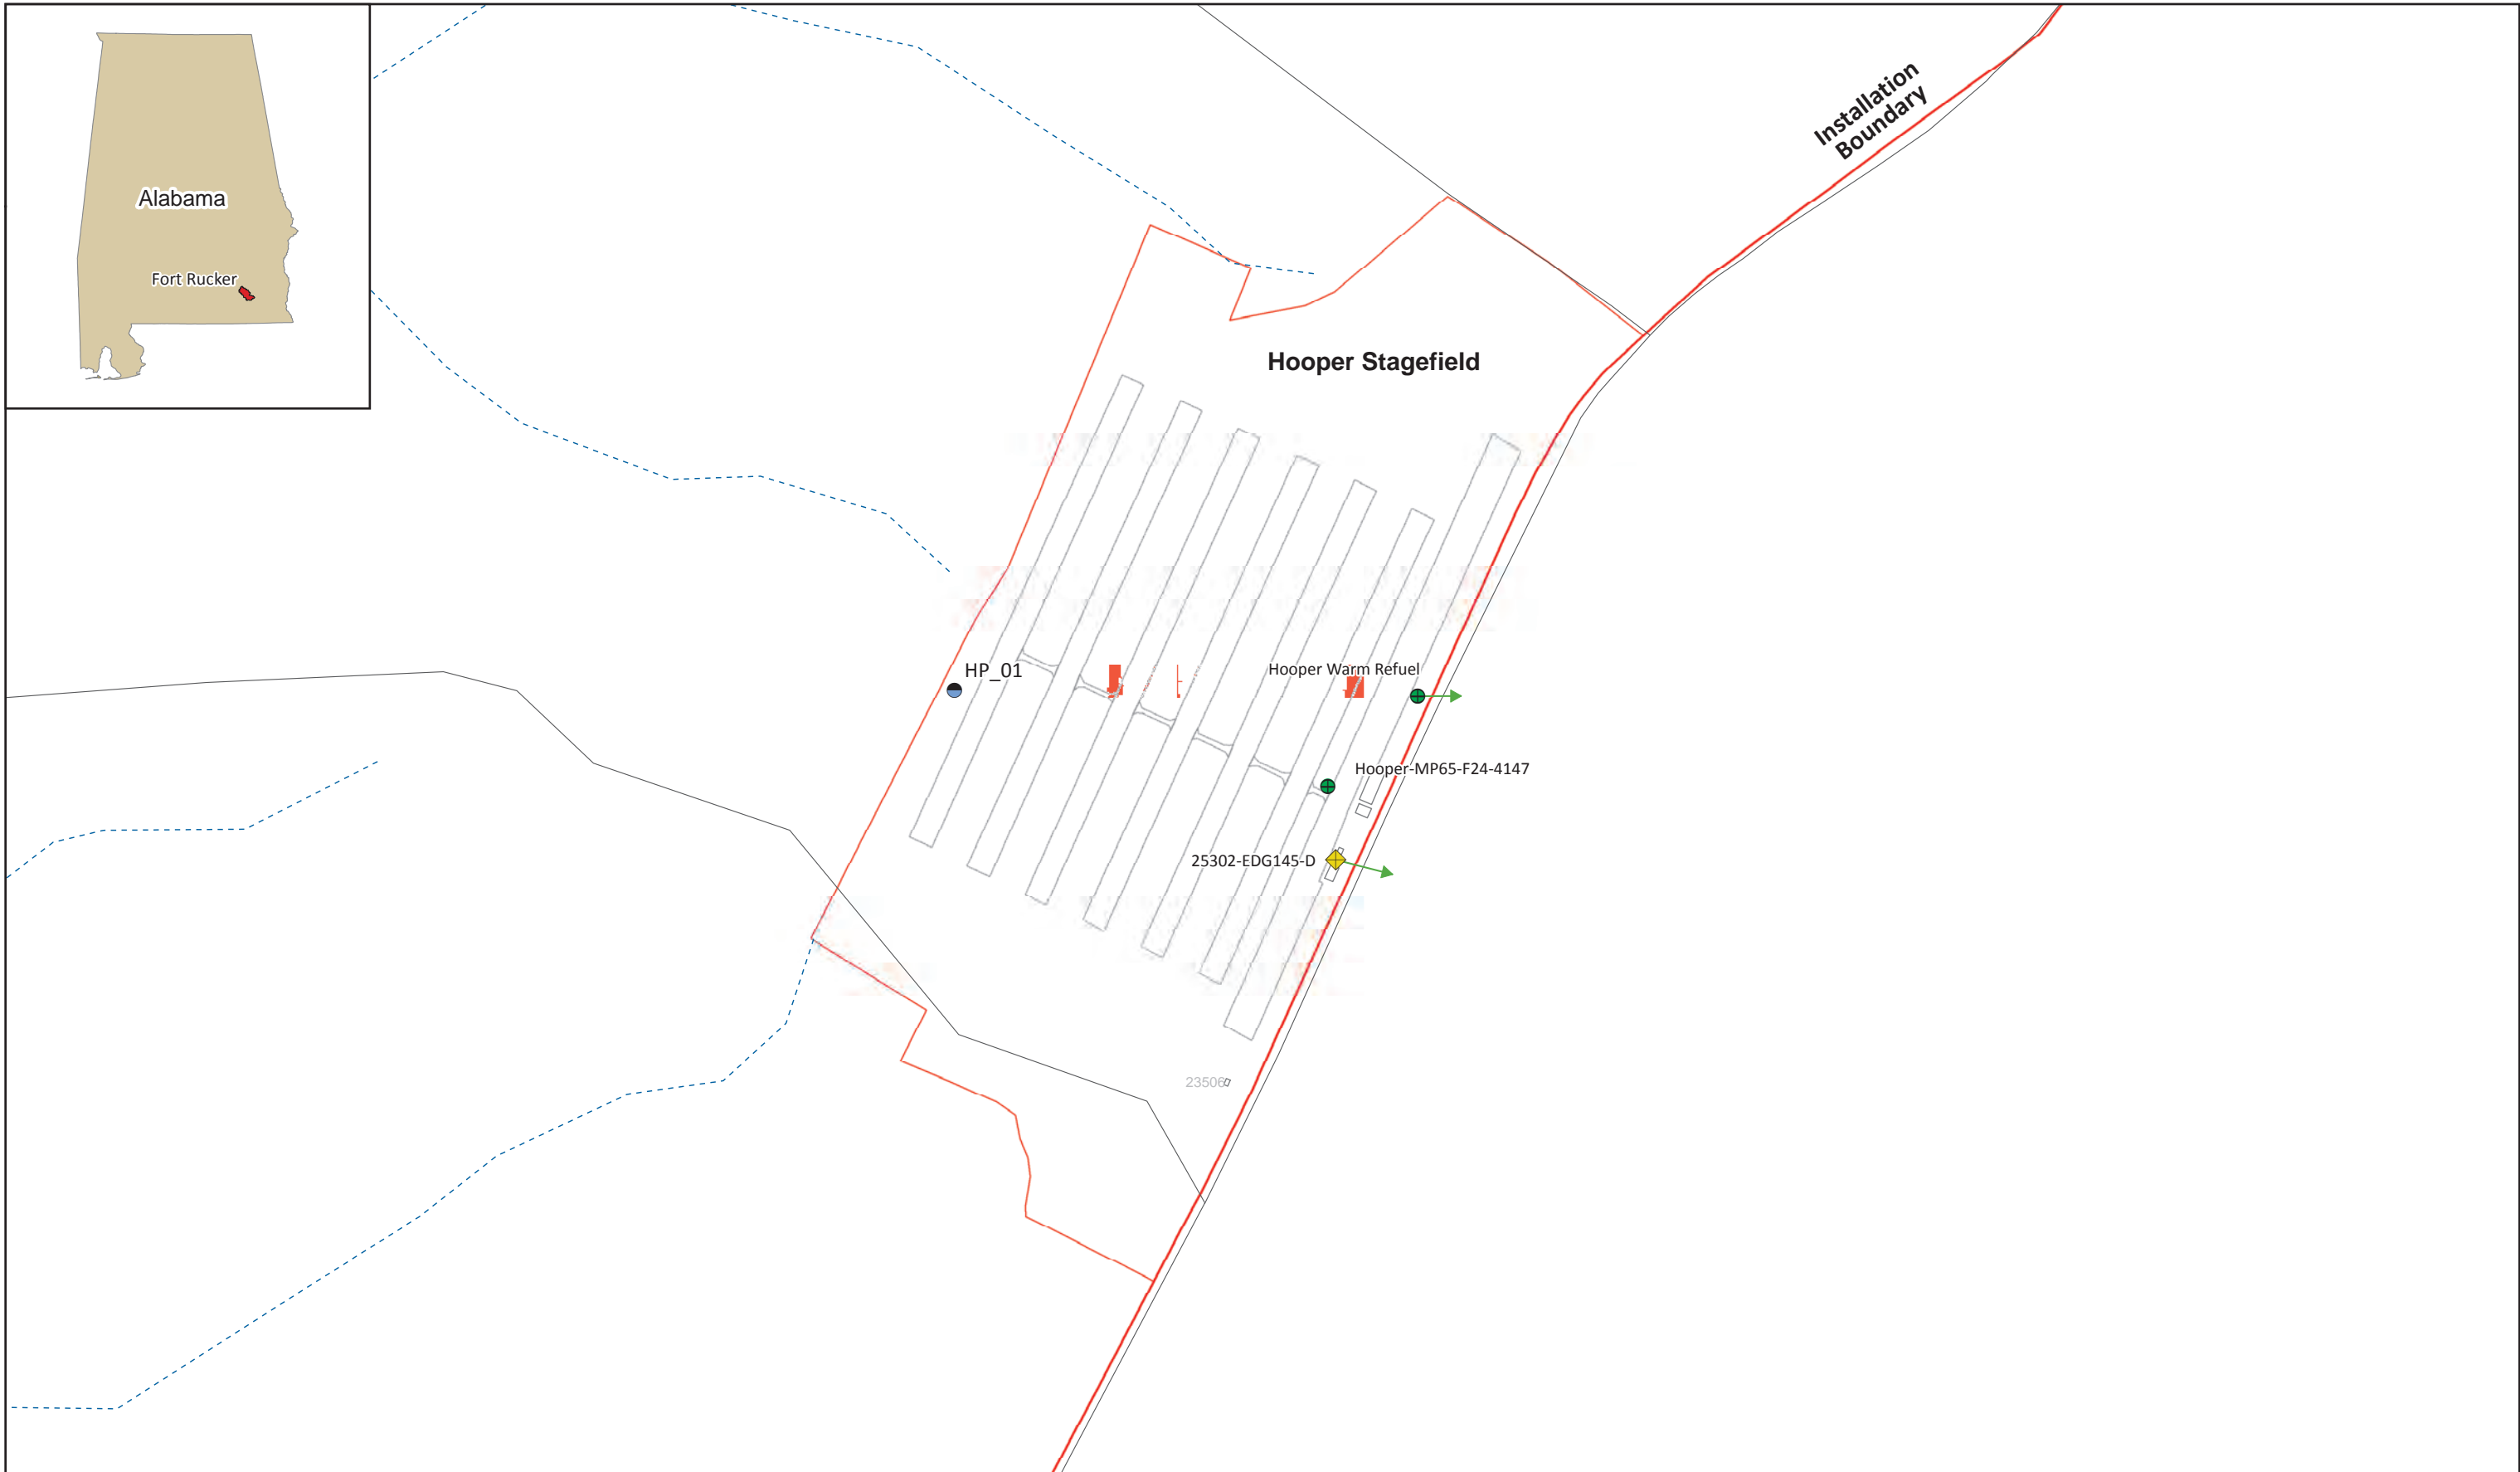 Alabama
Fort Rucker
Installation
Boundary
Hooper Stagefield
HP_01
Hooper Warm Refuel
Hooper-MP65-F24-4147
25302-EDG145-D
23506